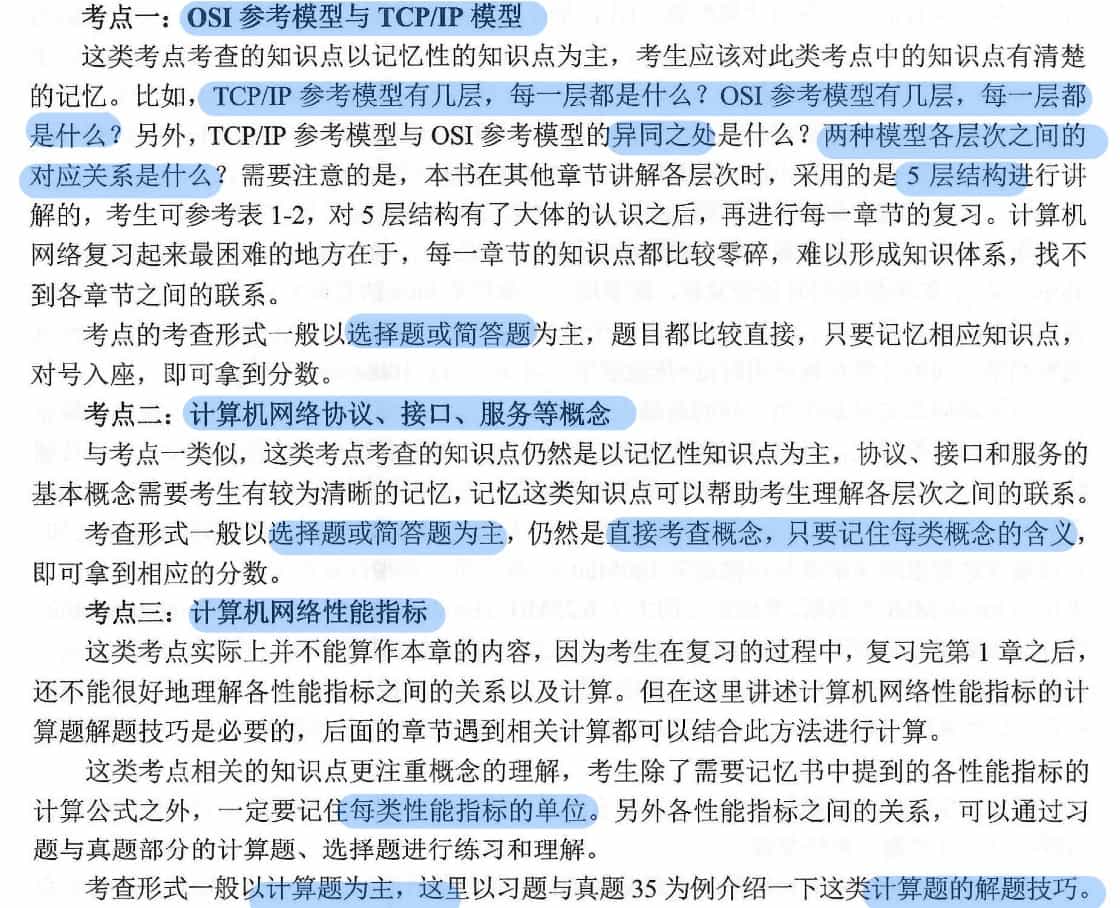 考点一：OSI 参考模型与 TCP/IP 模型
这类考点考查的知识点以记忆性的知识点为主，考生应该对此类考点中的知识点有清楚
的记忆。比如，TCP/IP 参考模型有几层，每一层都是什么？OSI 参考模型有几层，每一层都
是什么？另外，TCP/IP 参考模型与 OSI 参考模型的异同之处是什么？两种模型各层次之间的
对应关系是什么？需要注意的是，本书在其他章节讲解各层次时，采用的是 5 层结构进行讲
解的，考生可参考表 1-2，对 5 层结构有了大体的认识之后，再进行每一章节的复习。计算机
网络复习起来最困难的地方在于，每一章节的知识点都比较零碎，难以形成知识体系，找不
到各章节之间的联系。
考点的考查形式一般以选择题或简答题为主，题目都比较直接，只要记忆相应知识点，
对号入座，即可拿到分数。
考点二：计算机网络协议、接口、服务等概念
与考点一类似，这类考点考查的知识点仍然是以记忆性知识点为主，协议、接口和服务的
基本概念需要考生有较为清晰的记忆，记忆这类知识点可以帮助考生理解各层次之间的联系。
考查形式一般以选择题或简答题为主，仍然是直接考查概念，只要记住每类概念的含义，
即可拿到相应的分数。
考点三：计算机网络性能指标
这类考点实际上并不能算作本章的内容，因为考生在复习的过程中，复习完第 1 章之后，
还不能很好地理解各性能指标之间的关系以及计算。但在这里讲述计算机网络性能指标的计
算题解题技巧是必要的，后面的章节遇到相关计算都可以结合此方法进行计算。
这类考点相关的知识点更注重概念的理解，考生除了需要记忆书中提到的各性能指标的
计算公式之外，一定要记住每类性能指标的单位。另外各性能指标之间的关系，可以通过习
题与真题部分的计算题、选择题进行练习和理解。
考查形式一般以计算题为主，这里以习题与真题 35 为例介绍一下这类计算题的解题技巧。